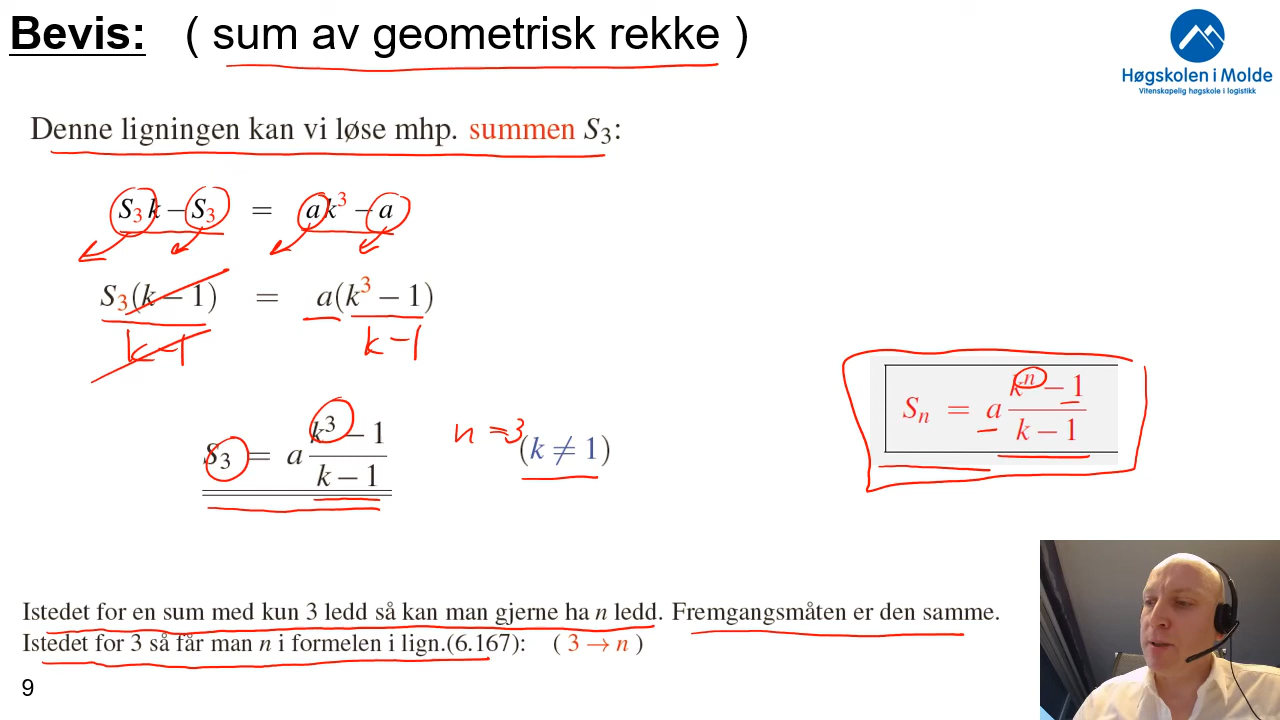 Bevis: ( sum av geometrisk rekke )
Høgskolen i Molde
Vitenskapelig høgskole i logistikk
Denne ligningen kan vi løse mhp. summen S₃:
S₃k − S₃ = ak³ − a
S₃(k − 1) = a(k³ − 1)
k−1 k−1
S₃ = a (k³ − 1)/(k − 1) n = 3 (k ≠ 1)
Sₙ = a (kⁿ − 1)/(k − 1)
Istedet for en sum med kun 3 ledd så kan man gjerne ha n ledd. Fremgangsmåten er den samme.
Istedet for 3 så får man n i formelen i lign.(6.167): ( 3 → n )
9